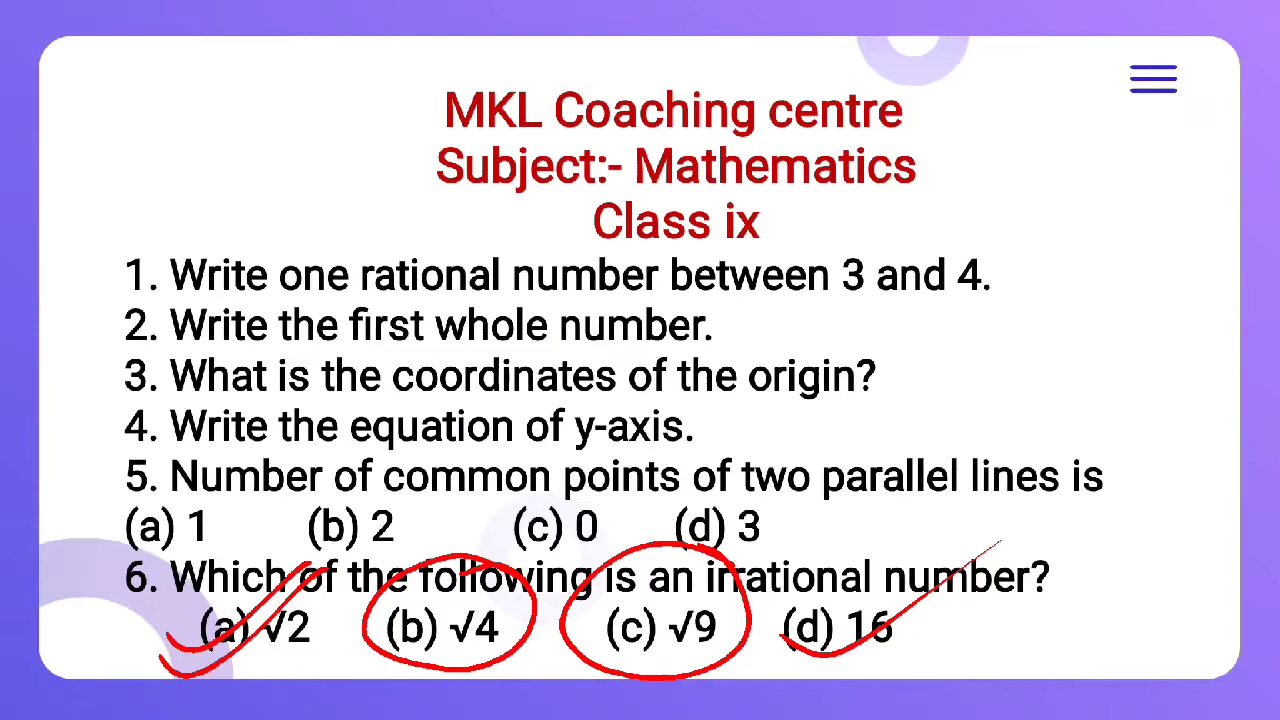 MKL Coaching centre
Subject:- Mathematics
Class ix
1. Write one rational number between 3 and 4.
2. Write the first whole number.
3. What is the coordinates of the origin?
4. Write the equation of y-axis.
5. Number of common points of two parallel lines is
(a) 1 (b) 2 (c) 0 (d) 3
6. Which of the following is an irrational number?
(a) √2 (b) √4 (c) √9 (d) 16